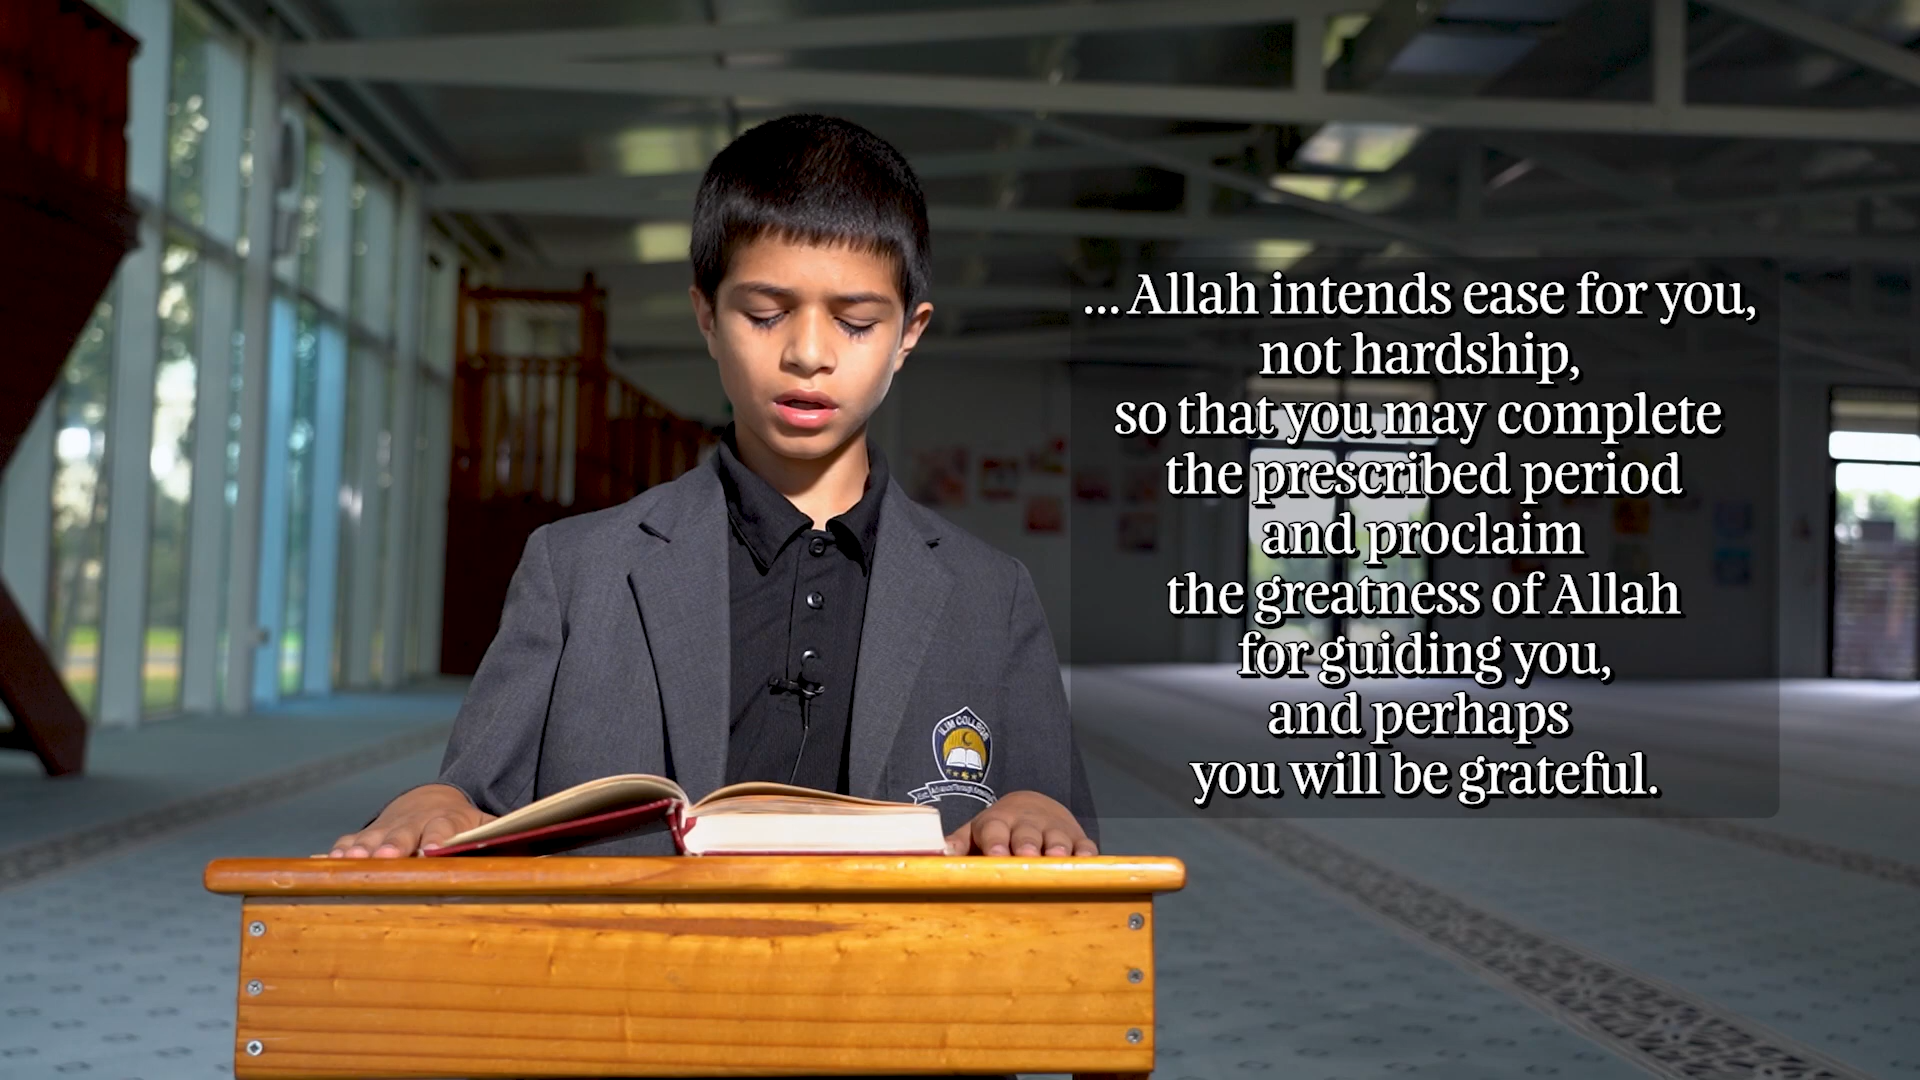 ... Allah intends ease for you,
not hardship,
so that you may complete
the prescribed period
and proclaim
the greatness of Allah
for guiding you,
and perhaps
you will be grateful.
ILIM COLLEGE